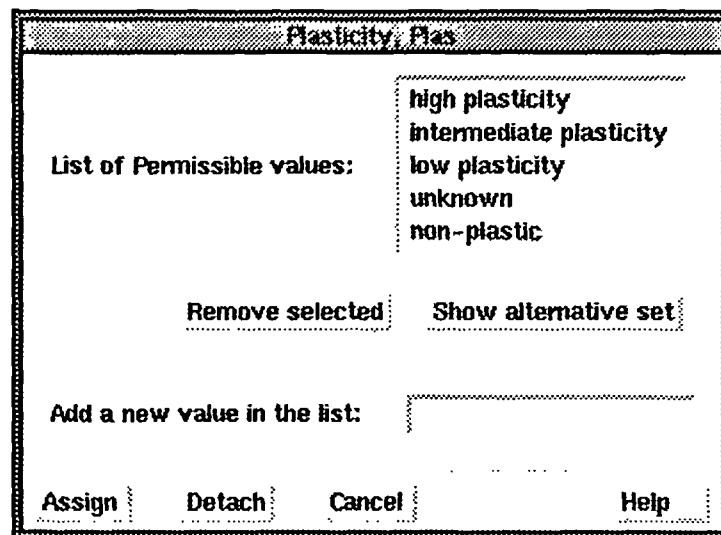 Plasticity, Plas
high plasticity
intermediate plasticity
List of Permissible values: low plasticity
unknown
non-plastic
Remove selected Show alternative set
Add a new value in the list:
Assign Detach Cancel Help